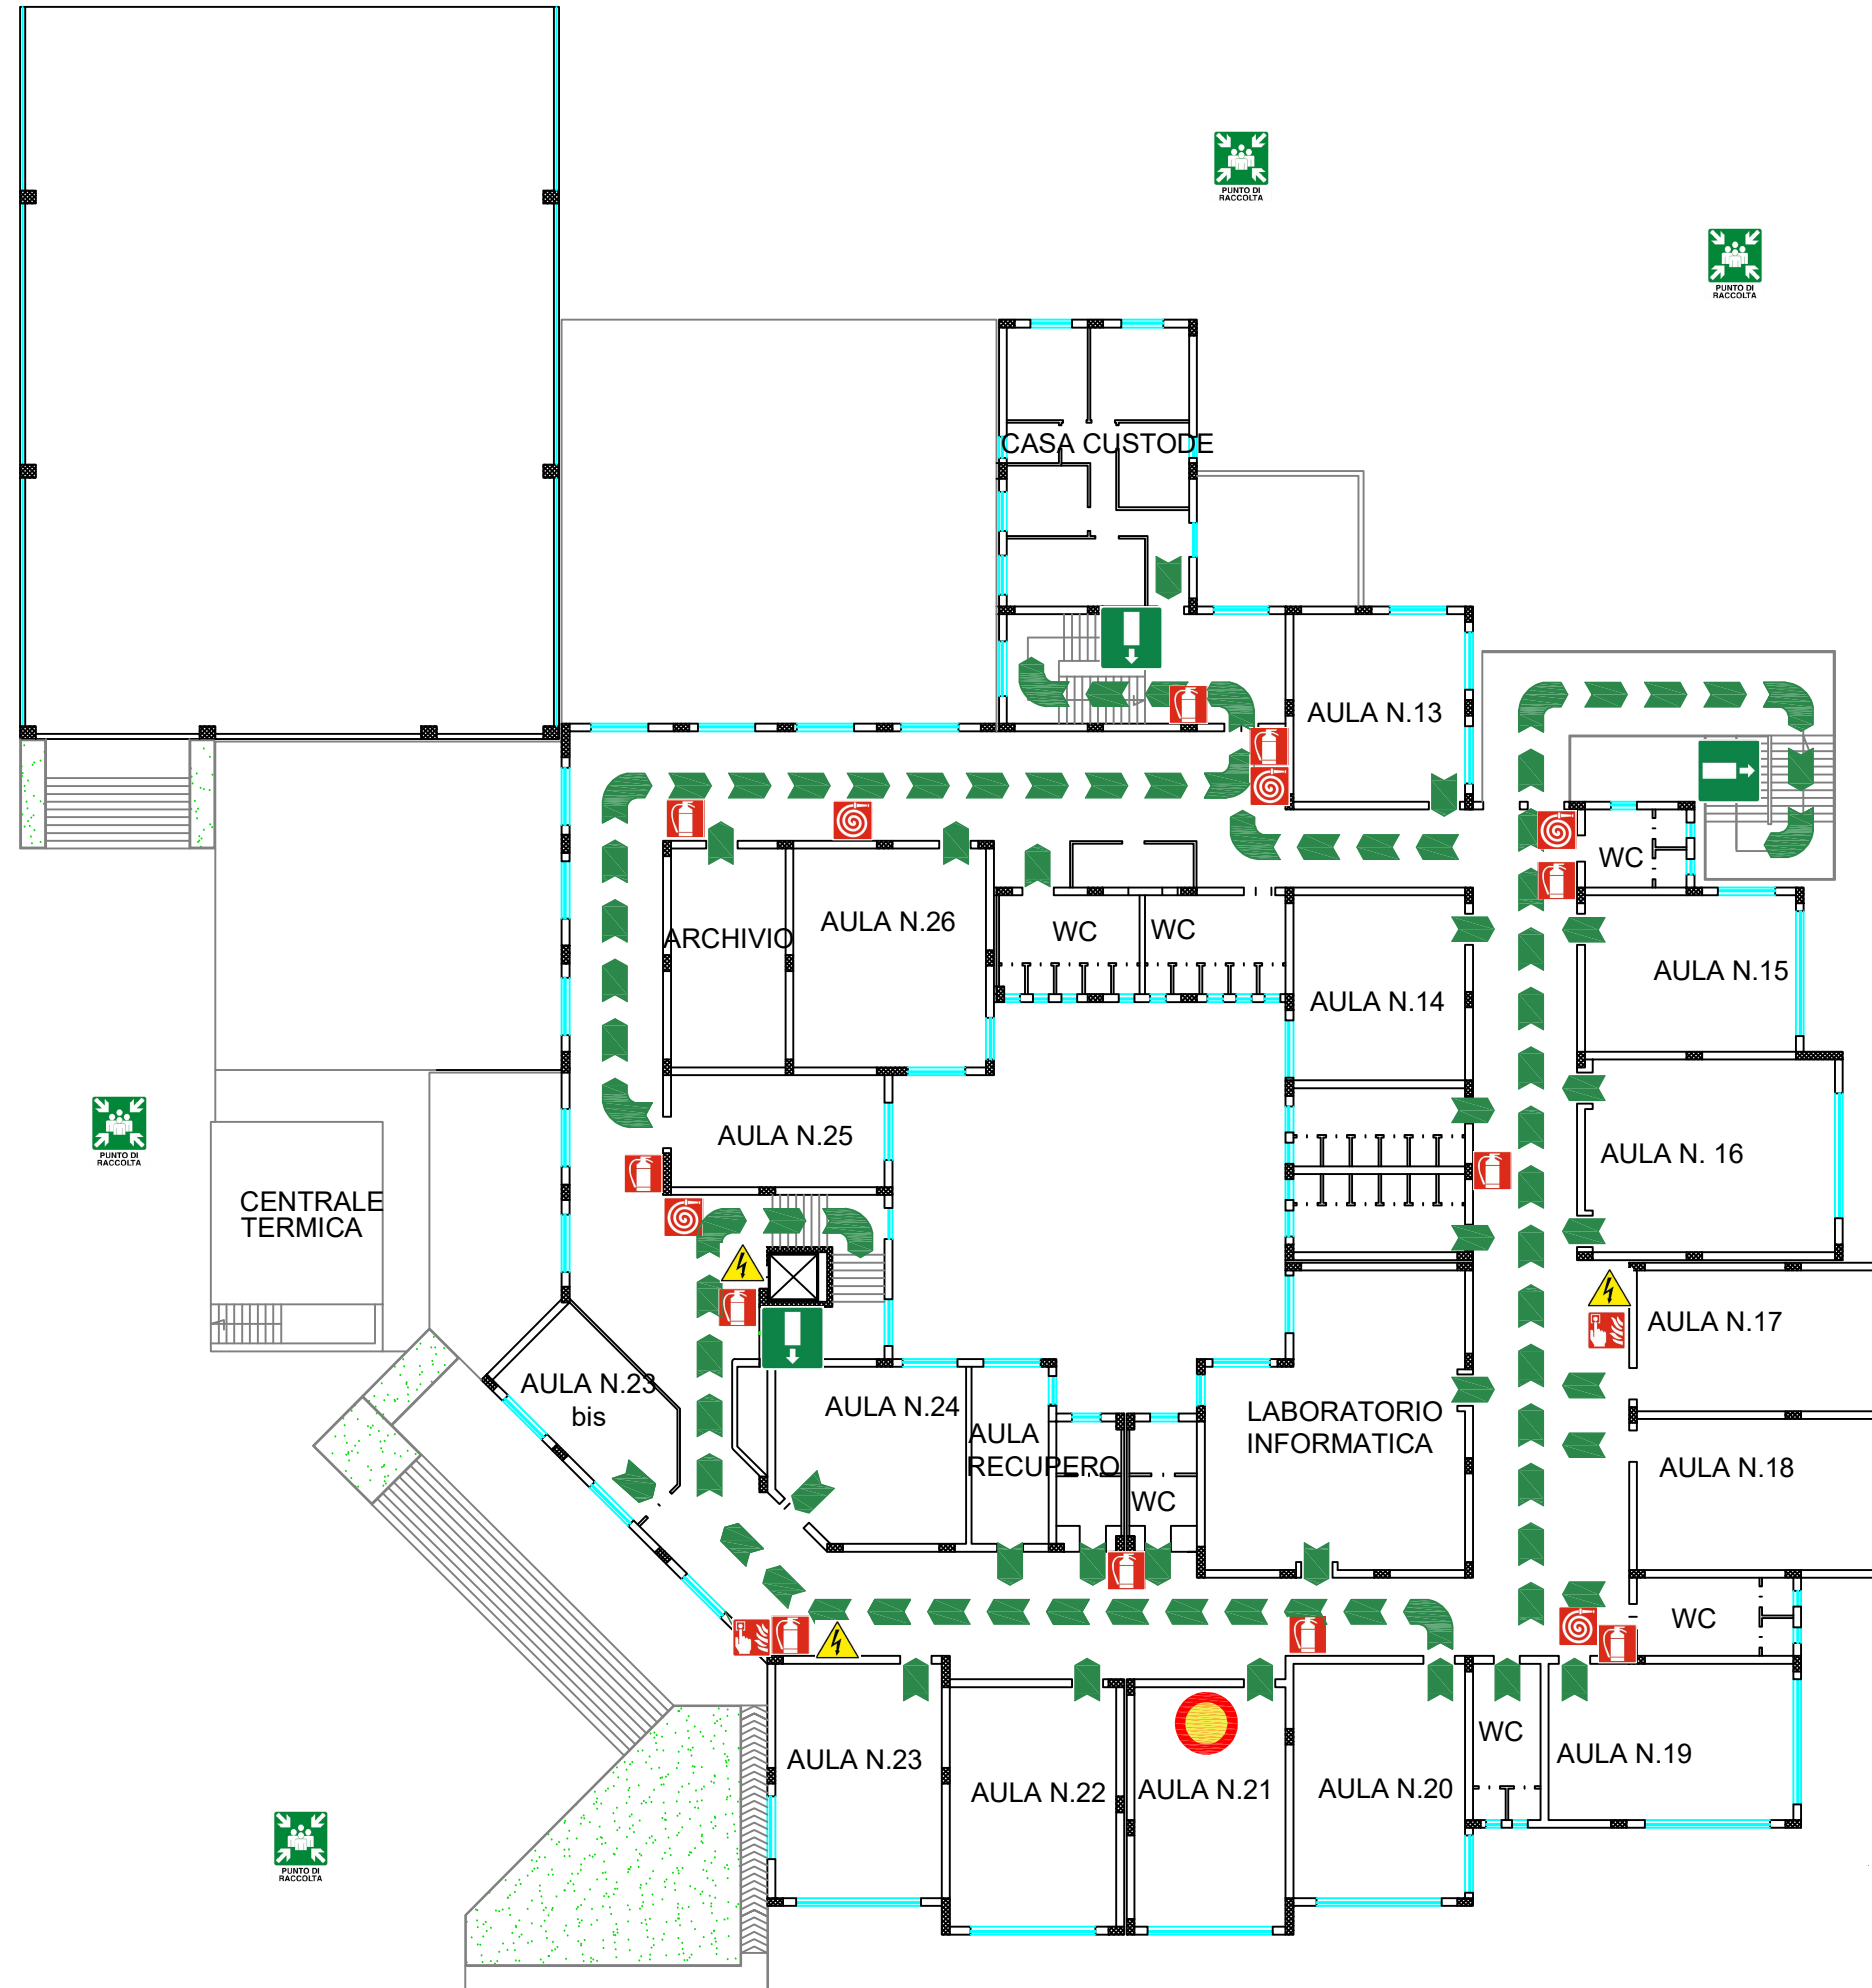 PUNTO DI
RACCOLTA
PUNTO DI
RACCOLTA
CASA CUSTODE
AULA N.13
WC
AULA N.26
ARCHIVIO
WC
WC
AULA N.15
AULA N.14
AULA N.25
AULA N. 16
PUNTO DI
RACCOLTA
CENTRALE
TERMICA
AULA N.17
AULA N.23
bis
AULA N.24
AULA
RECUPERO
LABORATORIO
INFORMATICA
AULA N.18
WC
WC
WC
AULA N.23
AULA N.22
AULA N.21
AULA N.20
AULA N.19
PUNTO DI
RACCOLTA